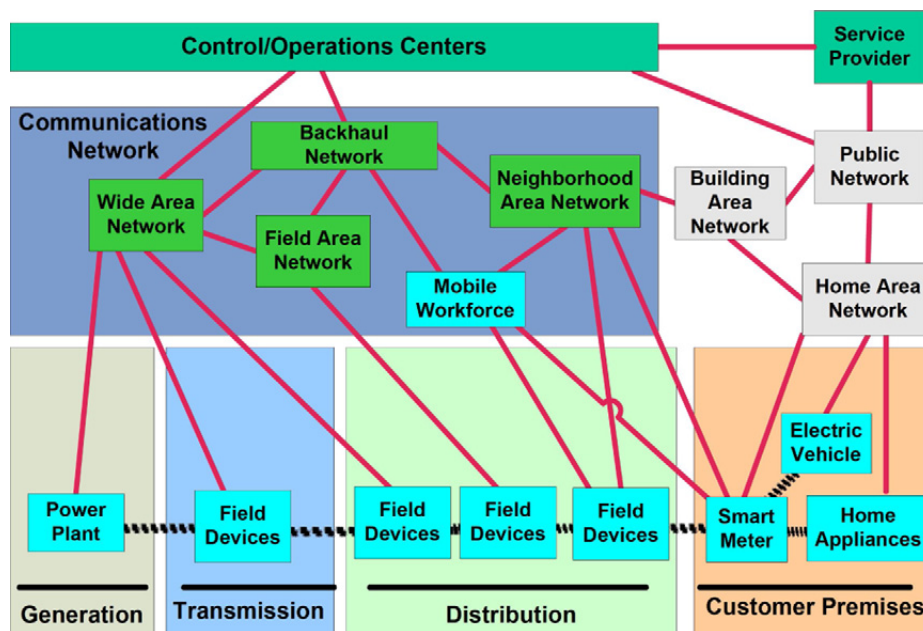 Control/Operations Centers
Service
Provider
Communications
Network
Backhaul
Network
Public
Network
Neighborhood
Area Network
Building
Area
Network
Wide Area
Network
Field Area
Network
Mobile
Workforce
Home Area
Network
Electric
Vehicle
Power
Plant
Field
Devices
Field
Devices
Field
Devices
Field
Devices
Smart
Meter
Home
Appliances
Generation
Transmission
Distribution
Customer Premises